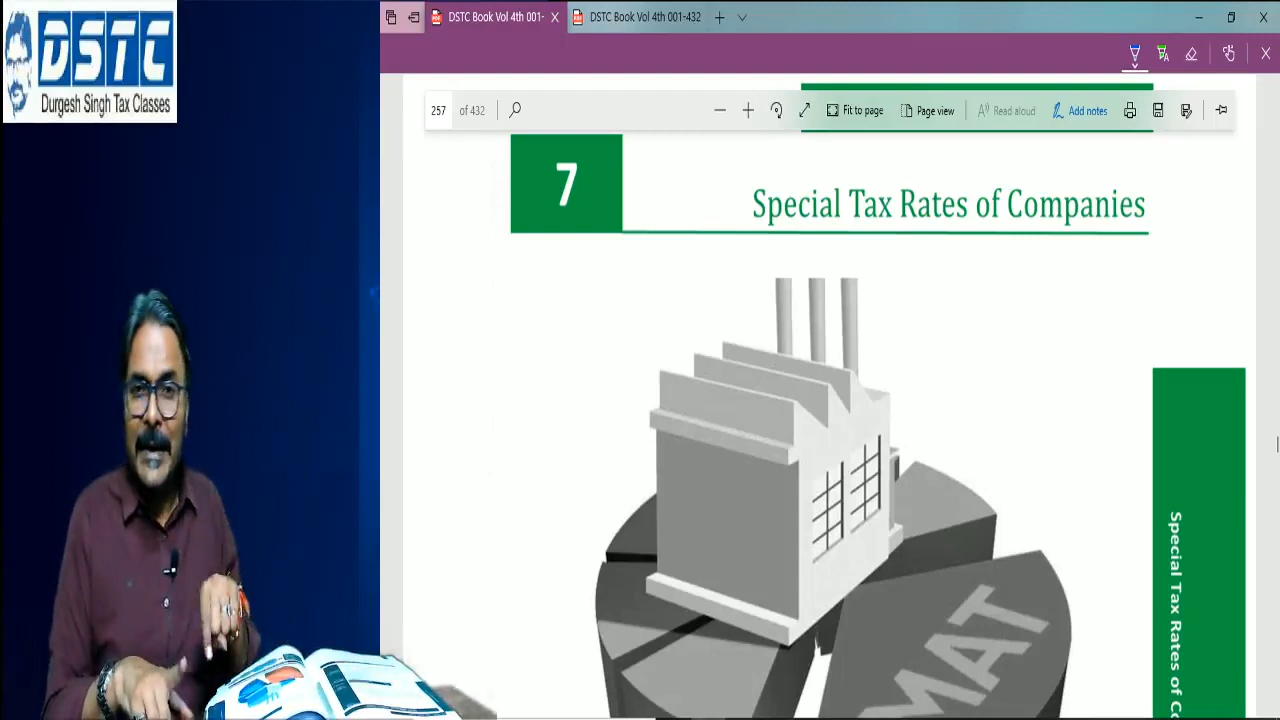 DSTC
Durgesh Singh Tax Classes
DSTC Book Vol 4th 001-
DSTC Book Vol 4th 001-432
257 of 432
Fit to page
Page view
Read aloud
Add notes
7
Special Tax Rates of Companies
MAT
Special Tax Rates of Co